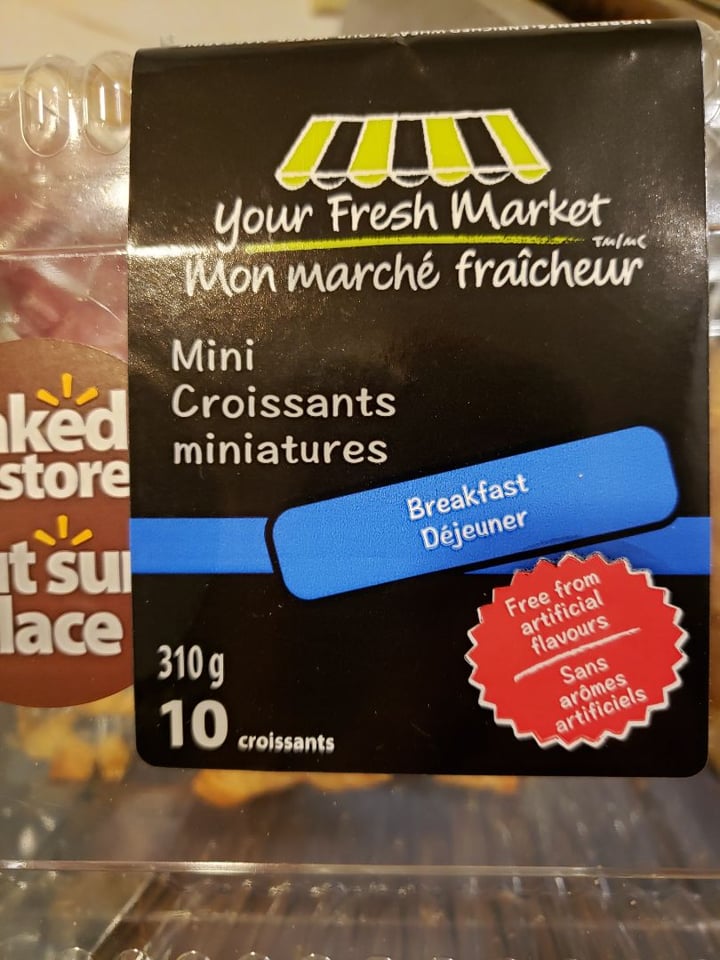 your Fresh Market
TM/MC
Mon marché fraîcheur
Mini
Croissants
miniatures
Breakfast
Déjeuner
Free from
artificial
flavours
Sans
arômes
artificiels
310 g
10 croissants
aked
store
t sur
lace